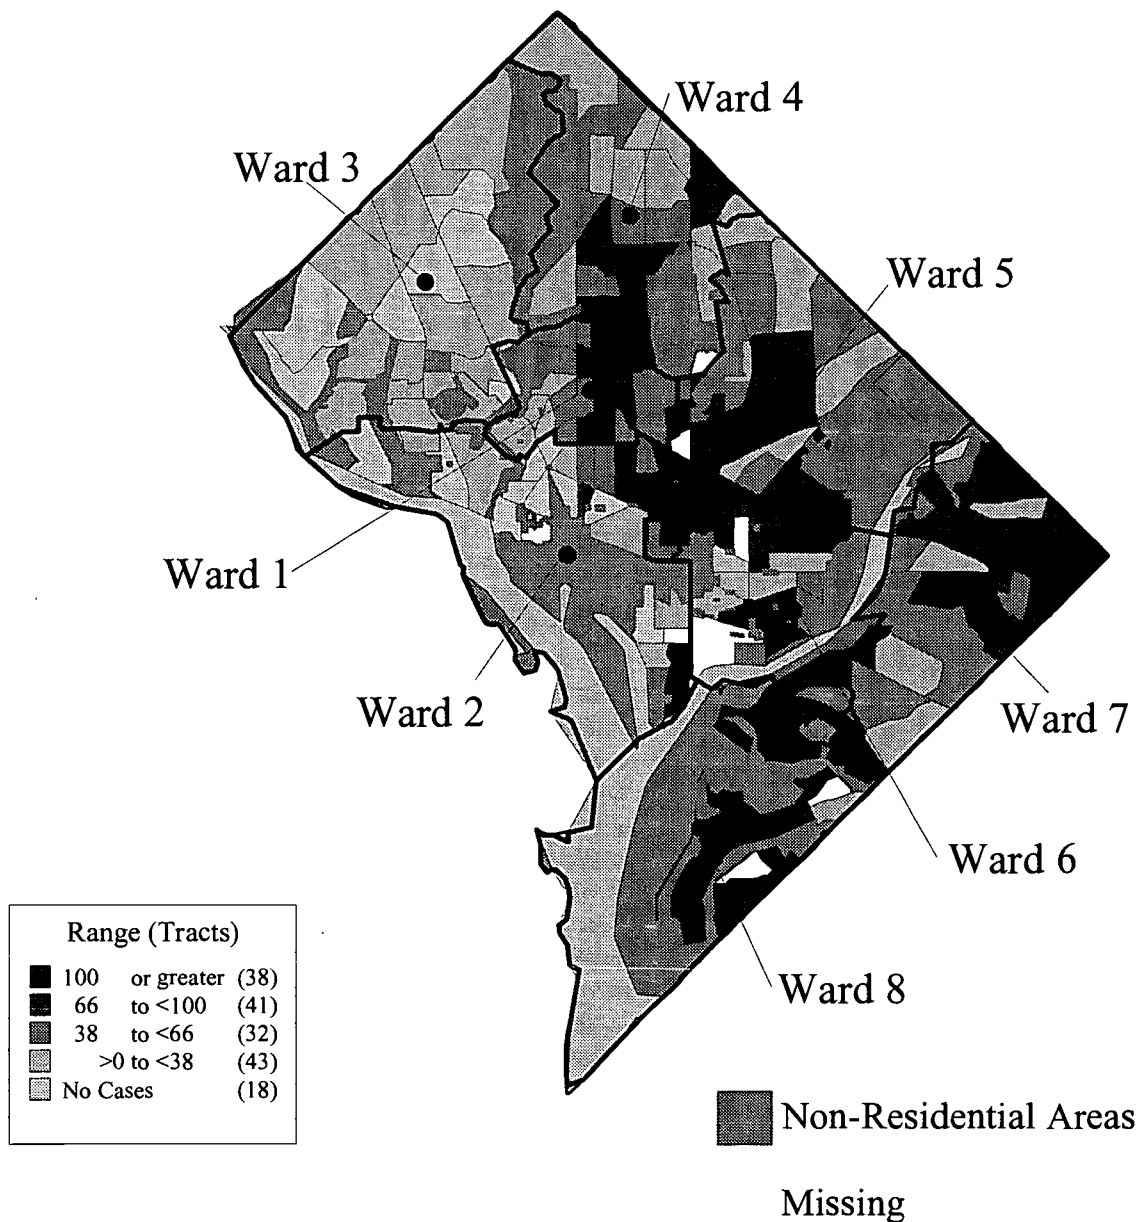 Ward 4
Ward 3
Ward 5
Ward 1
Ward 2
Ward 7
Ward 6
Ward 8
Range (Tracts)
100 or greater (38)
66 to <100 (41)
38 to <66 (32)
>0 to <38 (43)
No Cases (18)
Non-Residential Areas
Missing